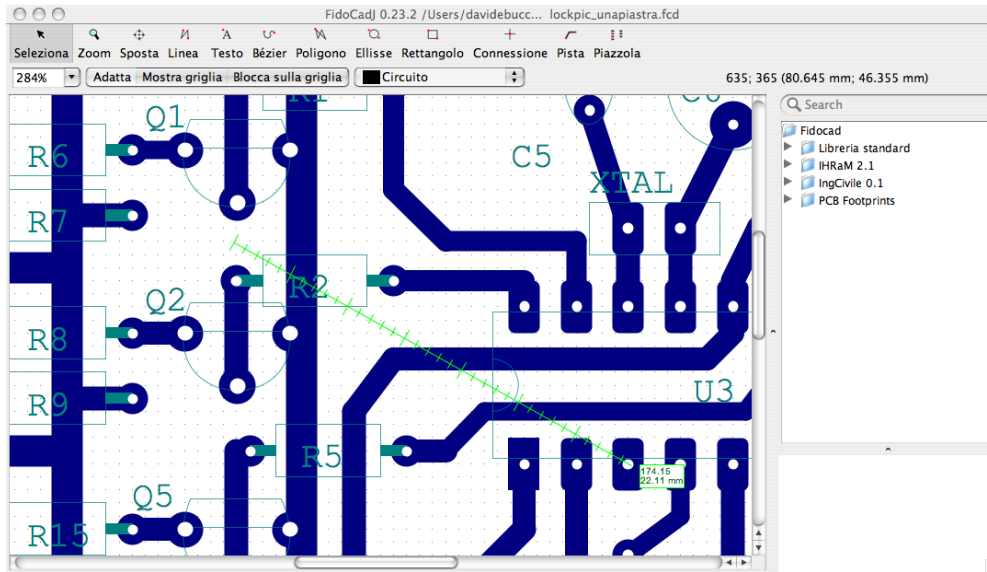 FidoCadJ 0.23.2 /Users/davidebucc... lockpic_unapiastra.fcd
Seleziona Zoom Sposta Linea Testo Bézier Poligono Ellisse Rettangolo Connessione Pista Piazzola
284% Adatta Mostra griglia Blocca sulla griglia Circuito 635; 365 (80.645 mm; 46.355 mm)
Search
Fidocad
Libreria standard
IHRaM 2.1
IngCivile 0.1
PCB Footprints
Q1
R6
C5
XTAL
R7
R2
Q2
R8
U3
R9
R5
174.15
22.11 mm
Q5
R15